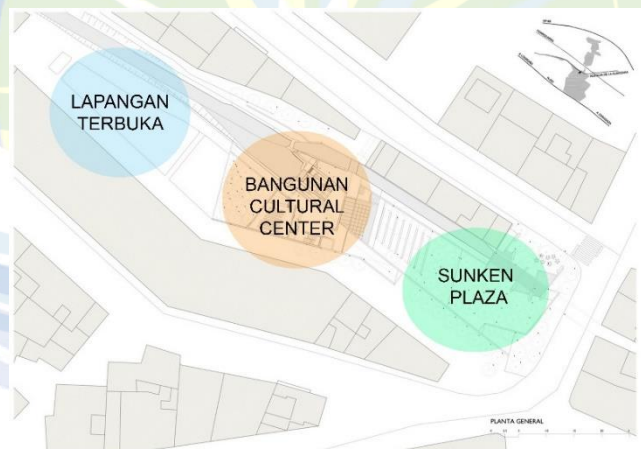 LAPANGAN
TERBUKA
BANGUNAN
CULTURAL
CENTER
SUNKEN
PLAZA
PLANTA GENERAL